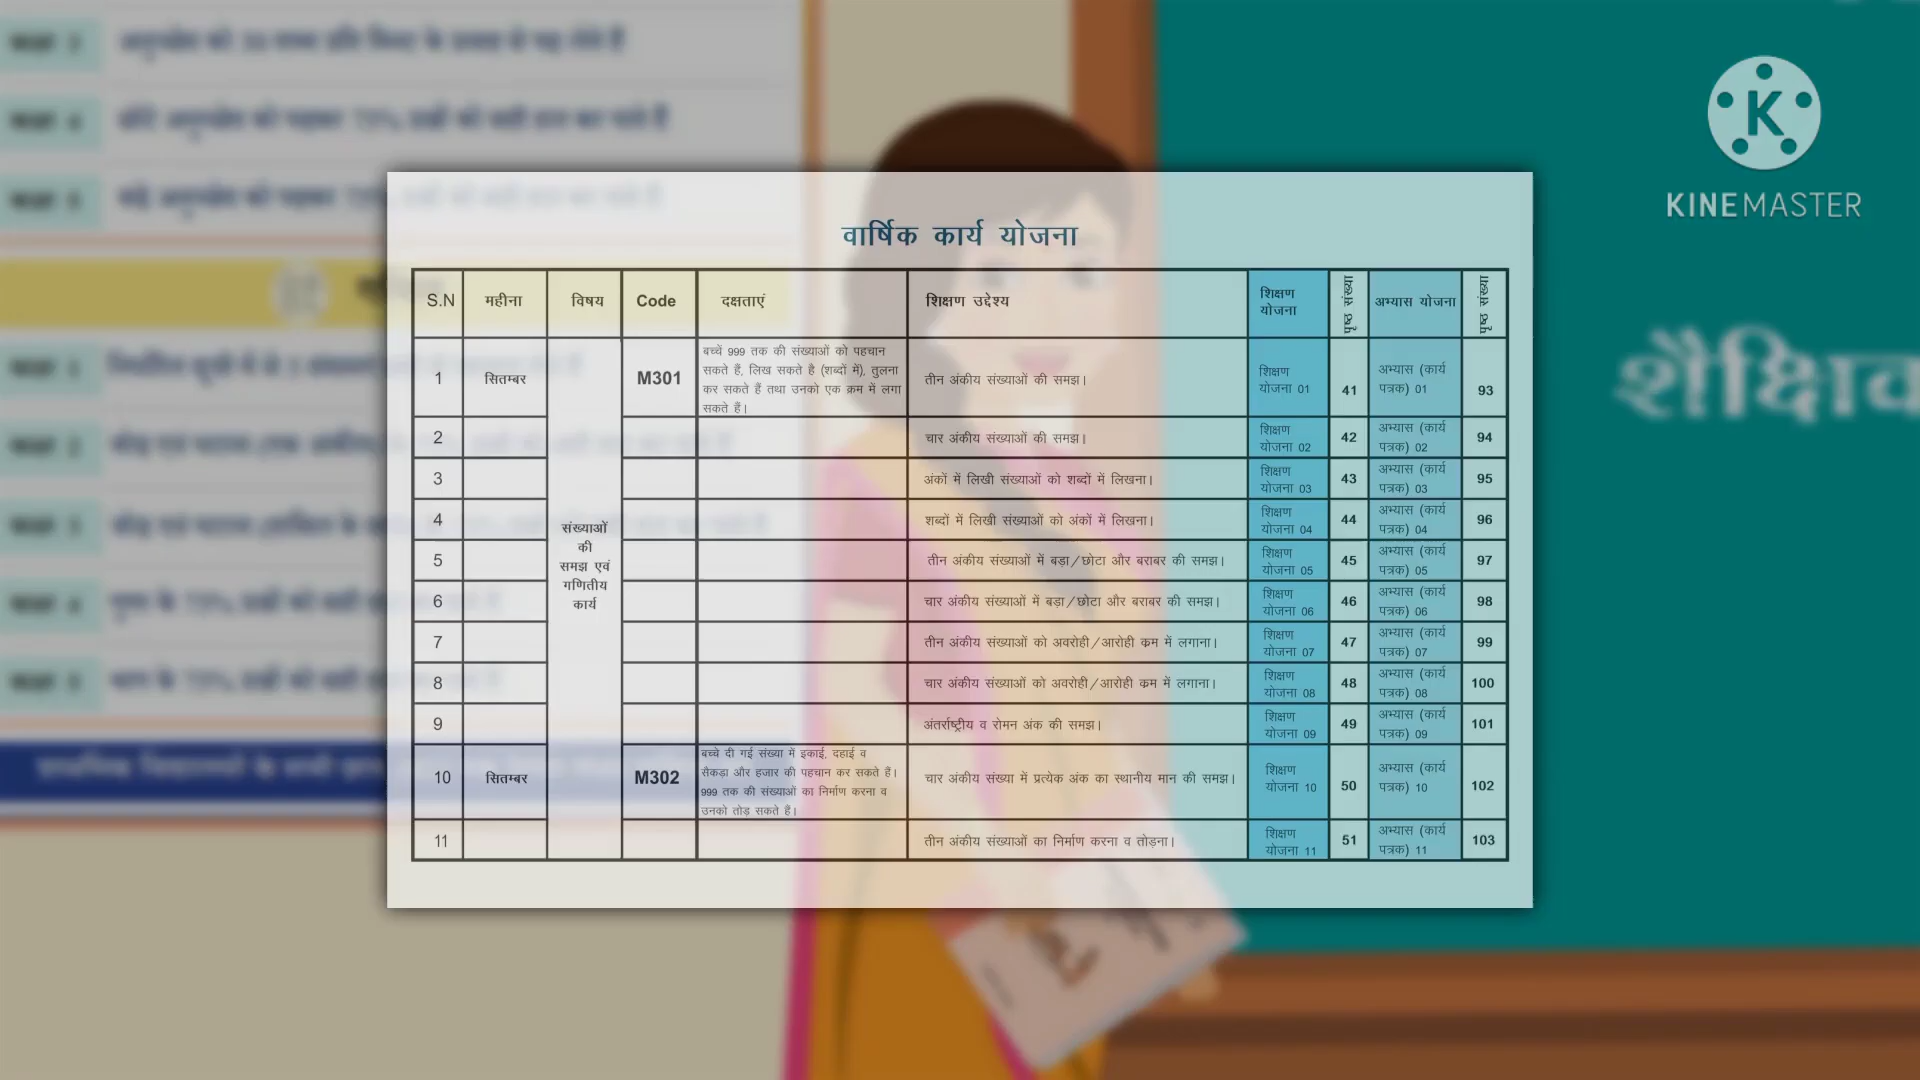 KINEMASTER
वार्षिक कार्य योजना
S.N महीना विषय Code दक्षताएं शिक्षण उद्देश्य शिक्षण योजना पृष्ठ संख्या अभ्यास योजना पृष्ठ संख्या
1 सितम्बर M301
बच्चें 999 तक की संख्याओं को पहचान
सकते हैं, लिख सकते है (शब्दों में), तुलना
कर सकते हैं तथा उनको एक क्रम में लगा
सकते हैं।
तीन अंकीय संख्याओं की समझ। शिक्षण योजना 01 41 अभ्यास (कार्य पत्रक) 01 93
2 चार अंकीय संख्याओं की समझ। शिक्षण योजना 02 42 अभ्यास (कार्य पत्रक) 02 94
3 अंकों में लिखी संख्याओं को शब्दों में लिखना। शिक्षण योजना 03 43 अभ्यास (कार्य पत्रक) 03 95
4 शब्दों में लिखी संख्याओं को अंकों में लिखना। शिक्षण योजना 04 44 अभ्यास (कार्य पत्रक) 04 96
संख्याओं
की
समझ एवं
गणितीय
कार्य
5 तीन अंकीय संख्याओं में बड़ा/छोटा और बराबर की समझ। शिक्षण योजना 05 45 अभ्यास (कार्य पत्रक) 05 97
6 चार अंकीय संख्याओं में बड़ा/छोटा और बराबर की समझ। शिक्षण योजना 06 46 अभ्यास (कार्य पत्रक) 06 98
7 तीन अंकीय संख्याओं को अवरोही/आरोही क्रम में लगाना। शिक्षण योजना 07 47 अभ्यास (कार्य पत्रक) 07 99
8 चार अंकीय संख्याओं को अवरोही/आरोही क्रम में लगाना। शिक्षण योजना 08 48 अभ्यास (कार्य पत्रक) 08 100
9 अंतर्राष्ट्रीय व रोमन अंक की समझ। शिक्षण योजना 09 49 अभ्यास (कार्य पत्रक) 09 101
10 सितम्बर M302
बच्चे दी गई संख्या में इकाई, दहाई व
सैकड़ा और हजार की पहचान कर सकते हैं।
999 तक की संख्याओं का निर्माण करना व
उनको तोड़ सकते हैं।
चार अंकीय संख्या में प्रत्येक अंक का स्थानीय मान की समझ। शिक्षण योजना 10 50 अभ्यास (कार्य पत्रक) 10 102
11 तीन अंकीय संख्याओं का निर्माण करना व तोड़ना। शिक्षण योजना 11 51 अभ्यास (कार्य पत्रक) 11 103